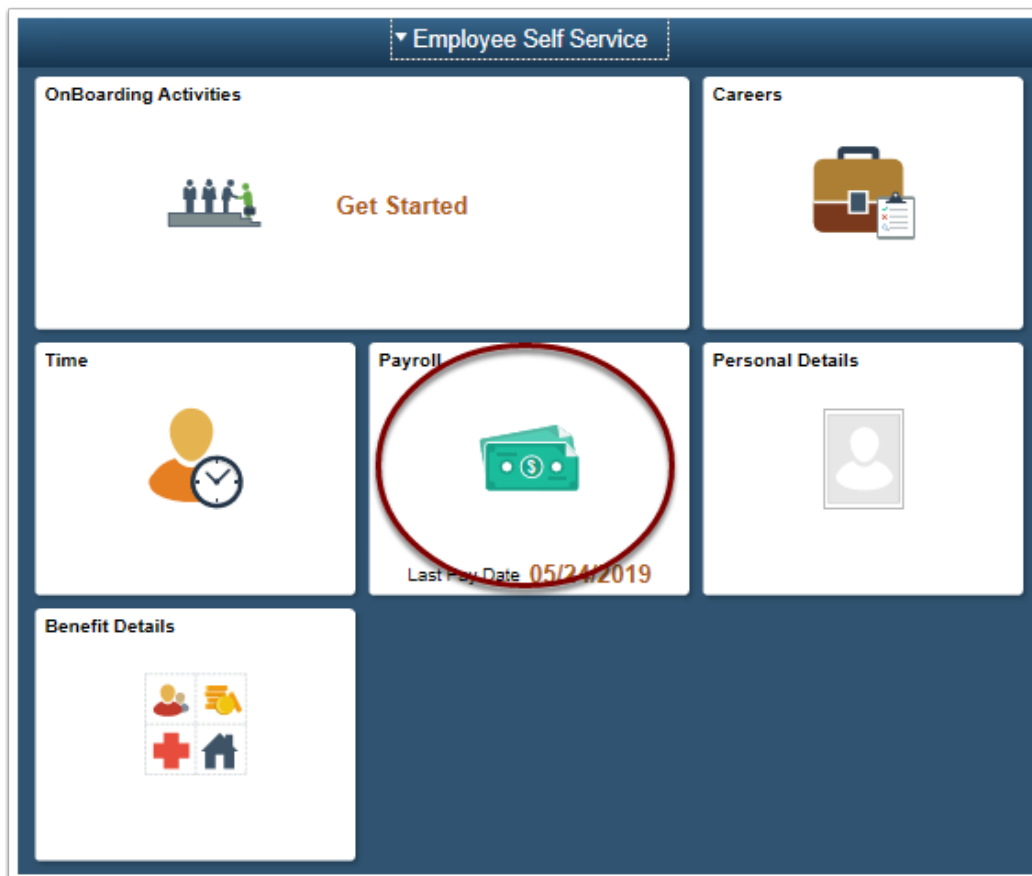 Employee Self Service
OnBoarding Activities
Get Started
Careers
Time
Payroll
Last Pay Date 05/24/2019
Personal Details
Benefit Details